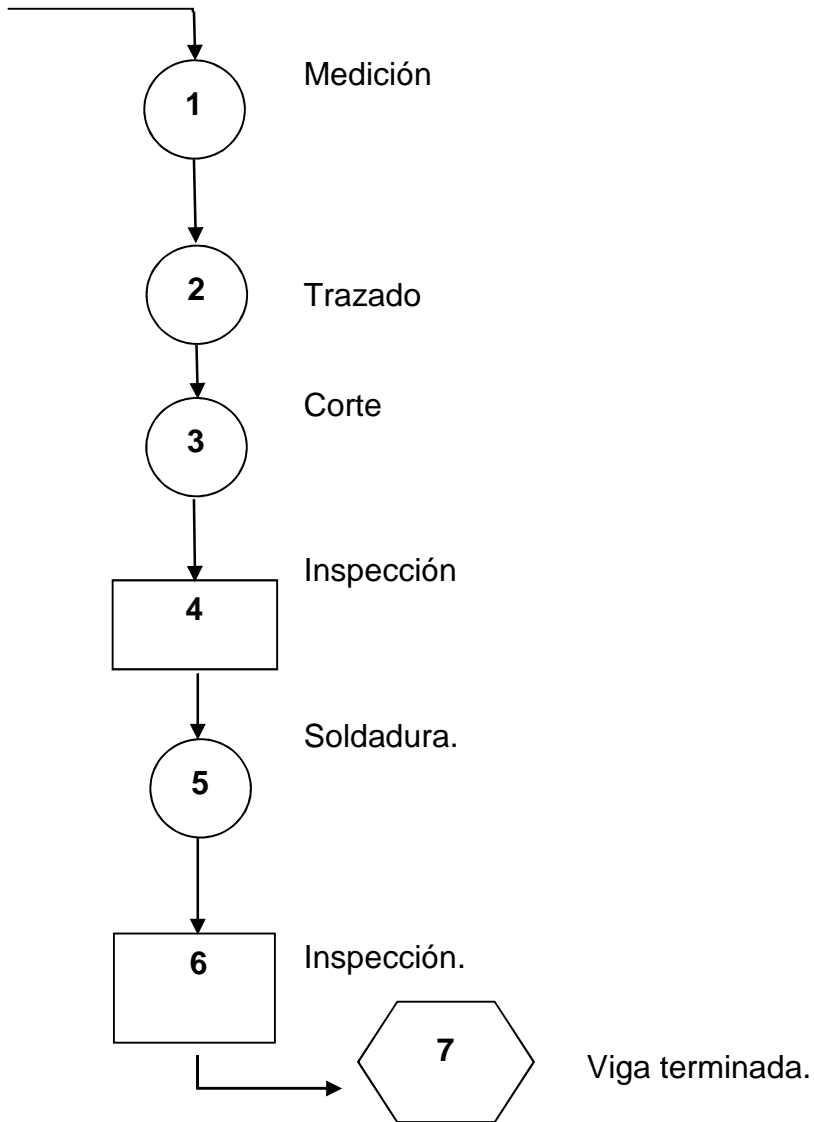 1 Medición
2 Trazado
3 Corte
4 Inspección
5 Soldadura.
6 Inspección.
7 Viga terminada.